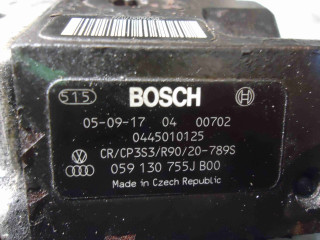 515 BOSCH
05-09-17 04 00702
0445010125
CR/CP3S3/R90/20-789S
059 130 755J B00
Made in Czech Republic